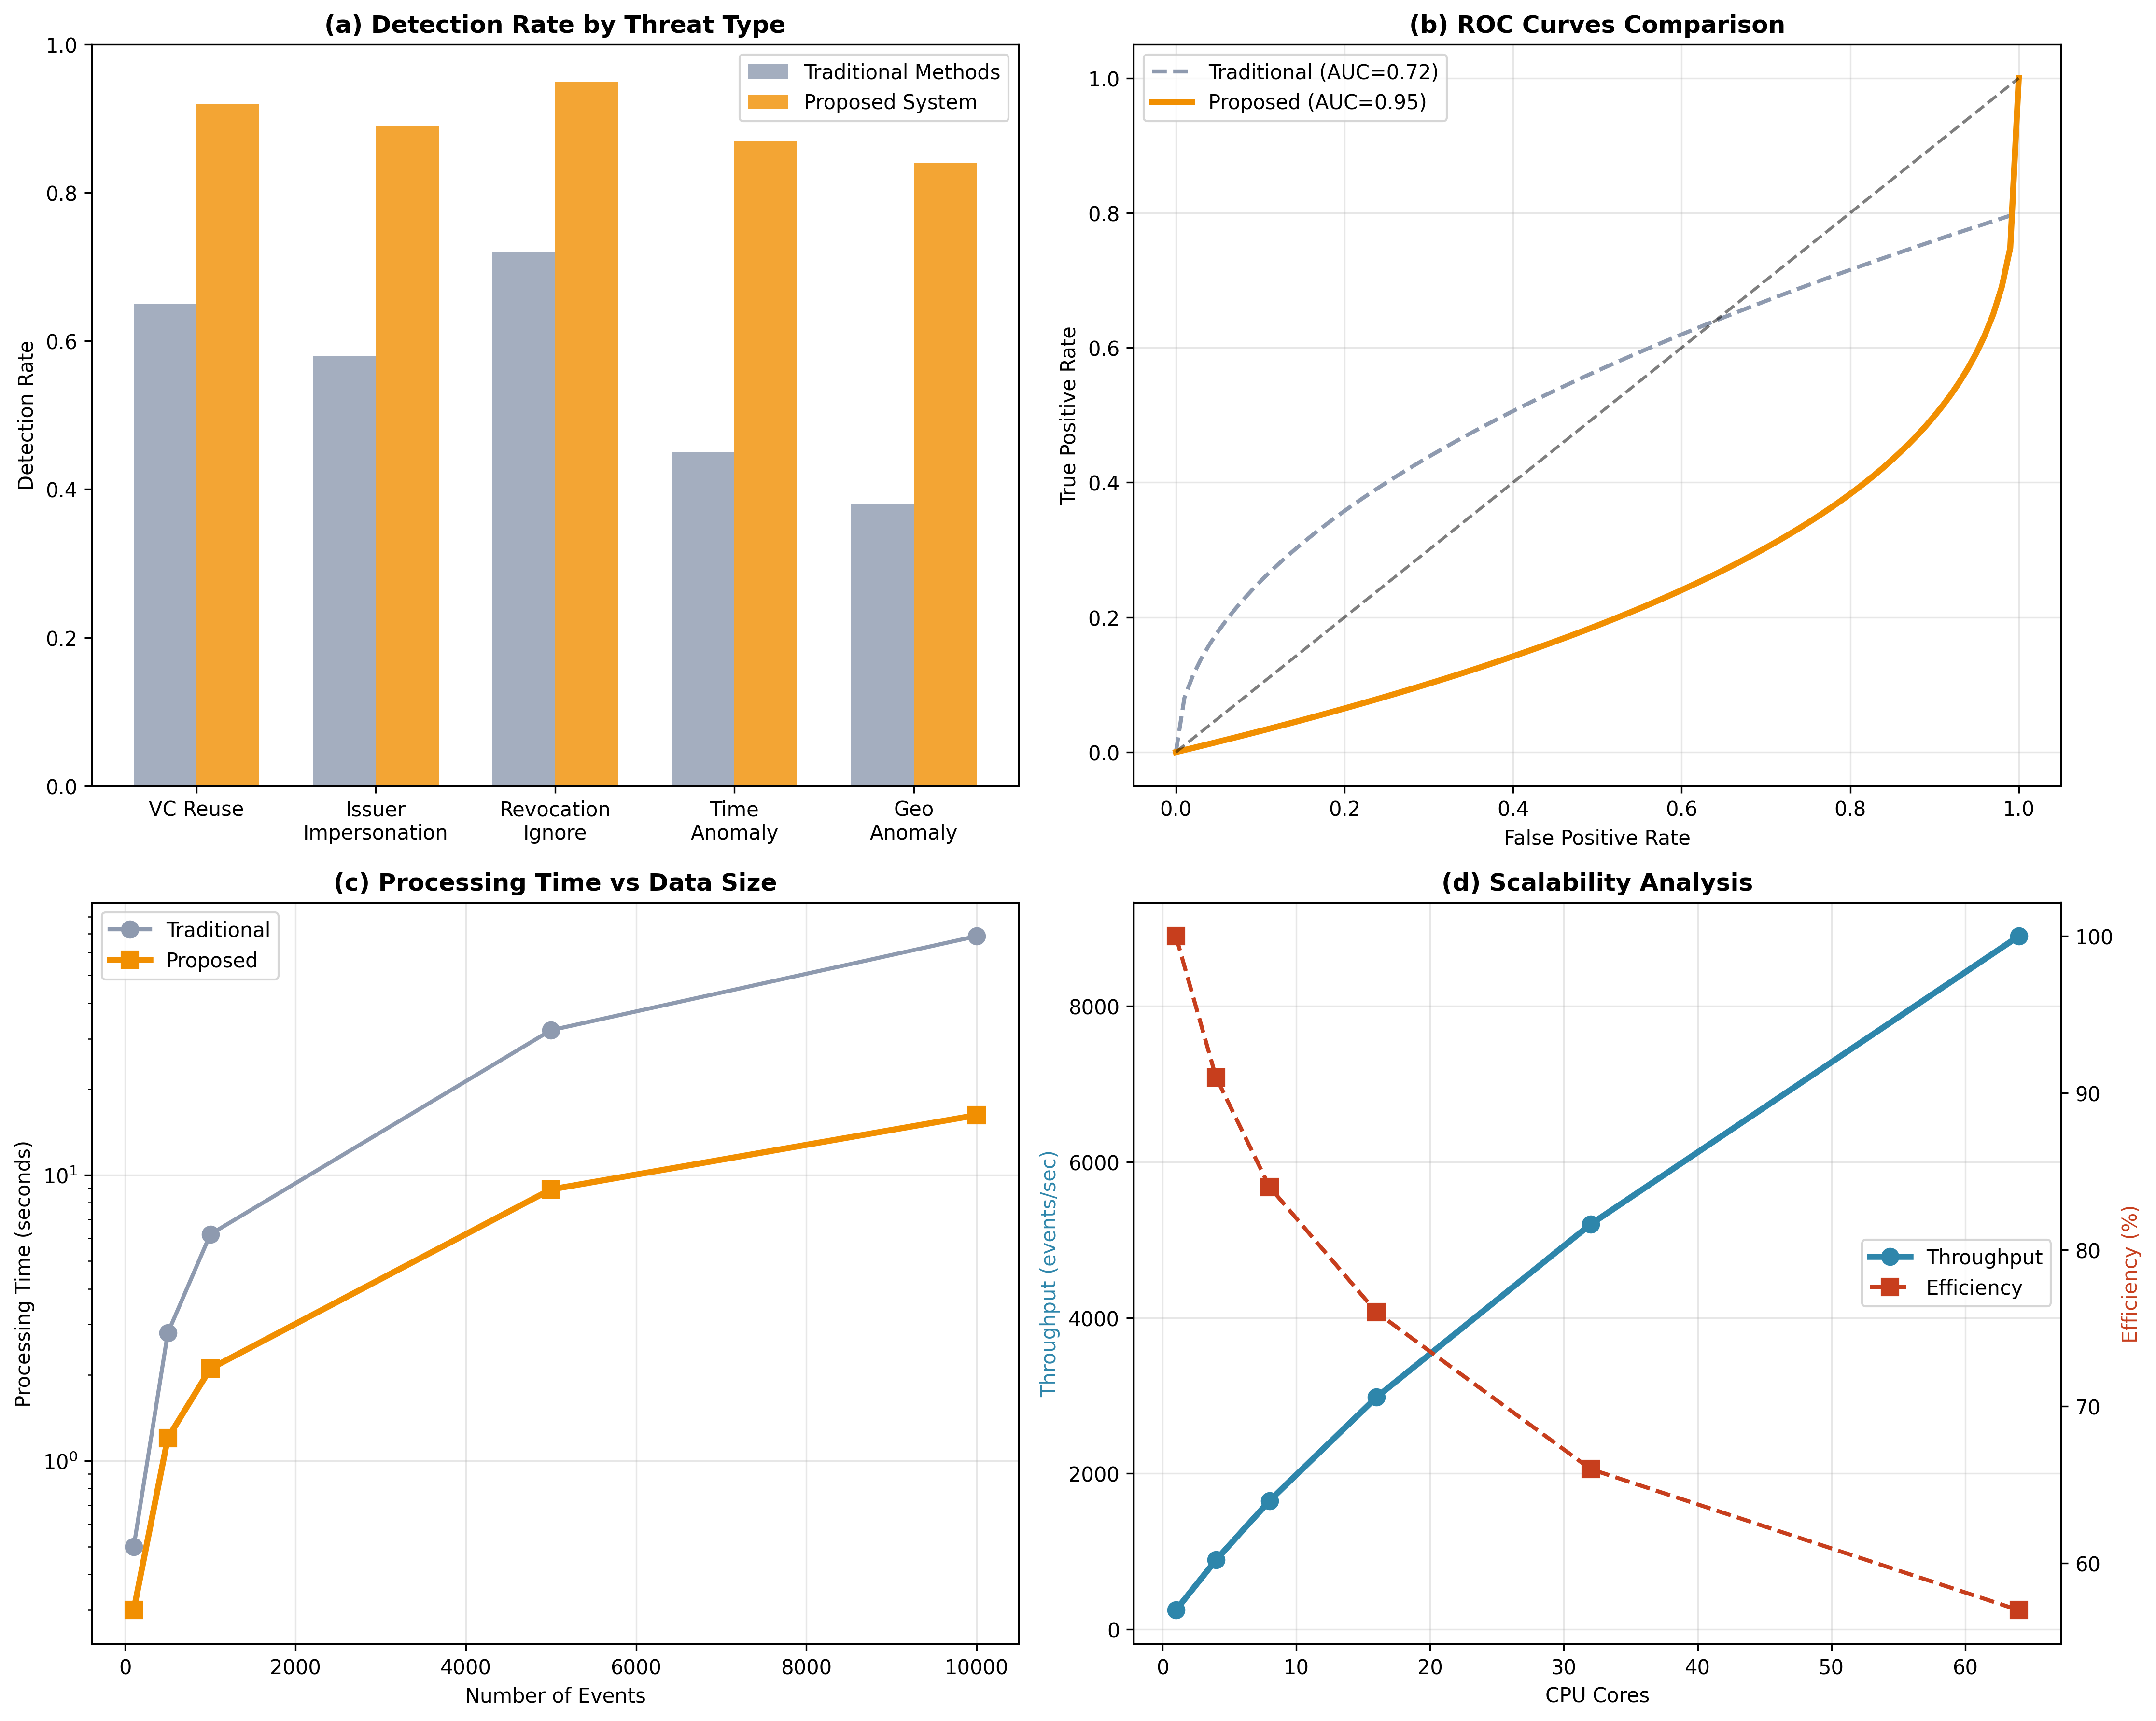 (a) Detection Rate by Threat Type
Traditional Methods
Proposed System
Detection Rate
1.0
0.8
0.6
0.4
0.2
0.0
VC Reuse
Issuer
Impersonation
Revocation
Ignore
Time
Anomaly
Geo
Anomaly
(b) ROC Curves Comparison
Traditional (AUC=0.72)
Proposed (AUC=0.95)
True Positive Rate
1.0
0.8
0.6
0.4
0.2
0.0
0.0 0.2 0.4 0.6 0.8 1.0
False Positive Rate
(c) Processing Time vs Data Size
Traditional
Proposed
Processing Time (seconds)
10¹
10⁰
0 2000 4000 6000 8000 10000
Number of Events
(d) Scalability Analysis
Throughput (events/sec)
8000
6000
4000
2000
0
Throughput
Efficiency
100
90
80
70
60
Efficiency (%)
0 10 20 30 40 50 60
CPU Cores